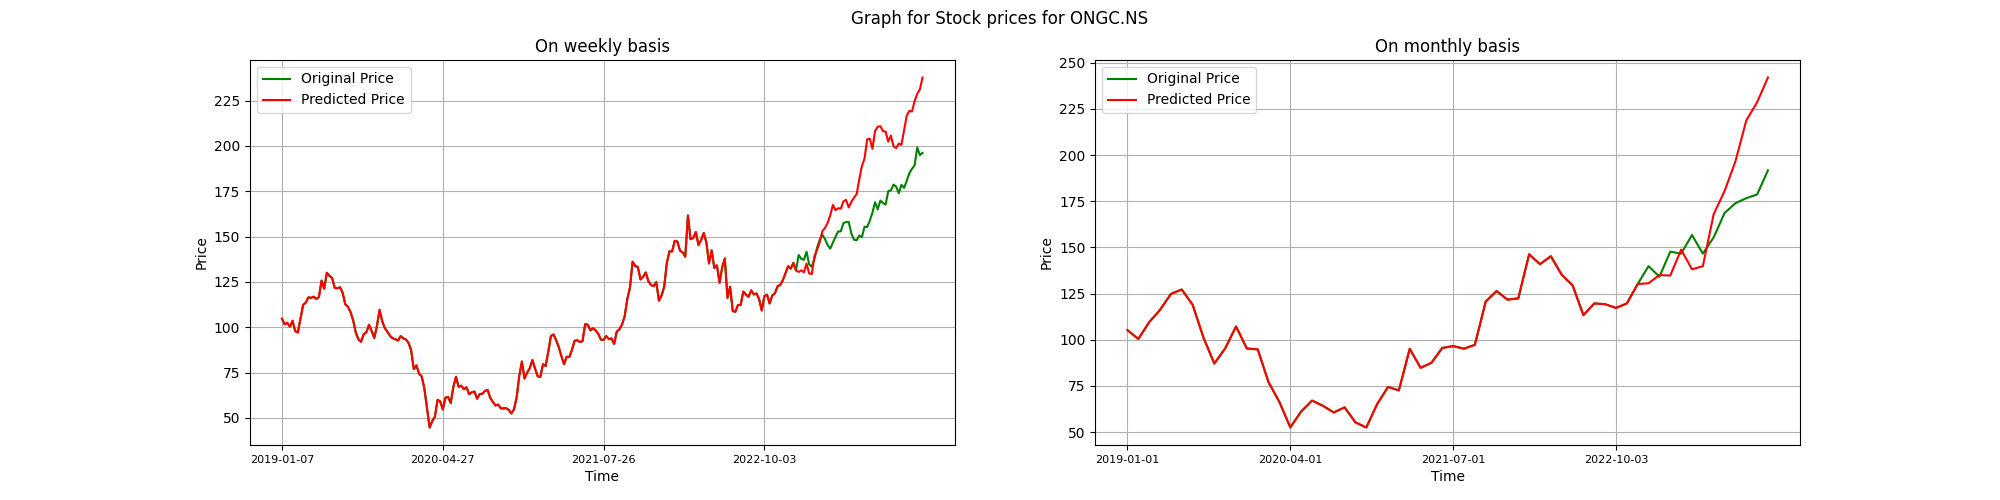 Graph for Stock prices for ONGC.NS
On weekly basis
Original Price
Predicted Price
225
200
175
150
125
100
75
50
Price
2019-01-07
2020-04-27
2021-07-26
2022-10-03
Time
On monthly basis
Original Price
Predicted Price
250
225
200
175
150
125
100
75
50
Price
2019-01-01
2020-04-01
2021-07-01
2022-10-03
Time